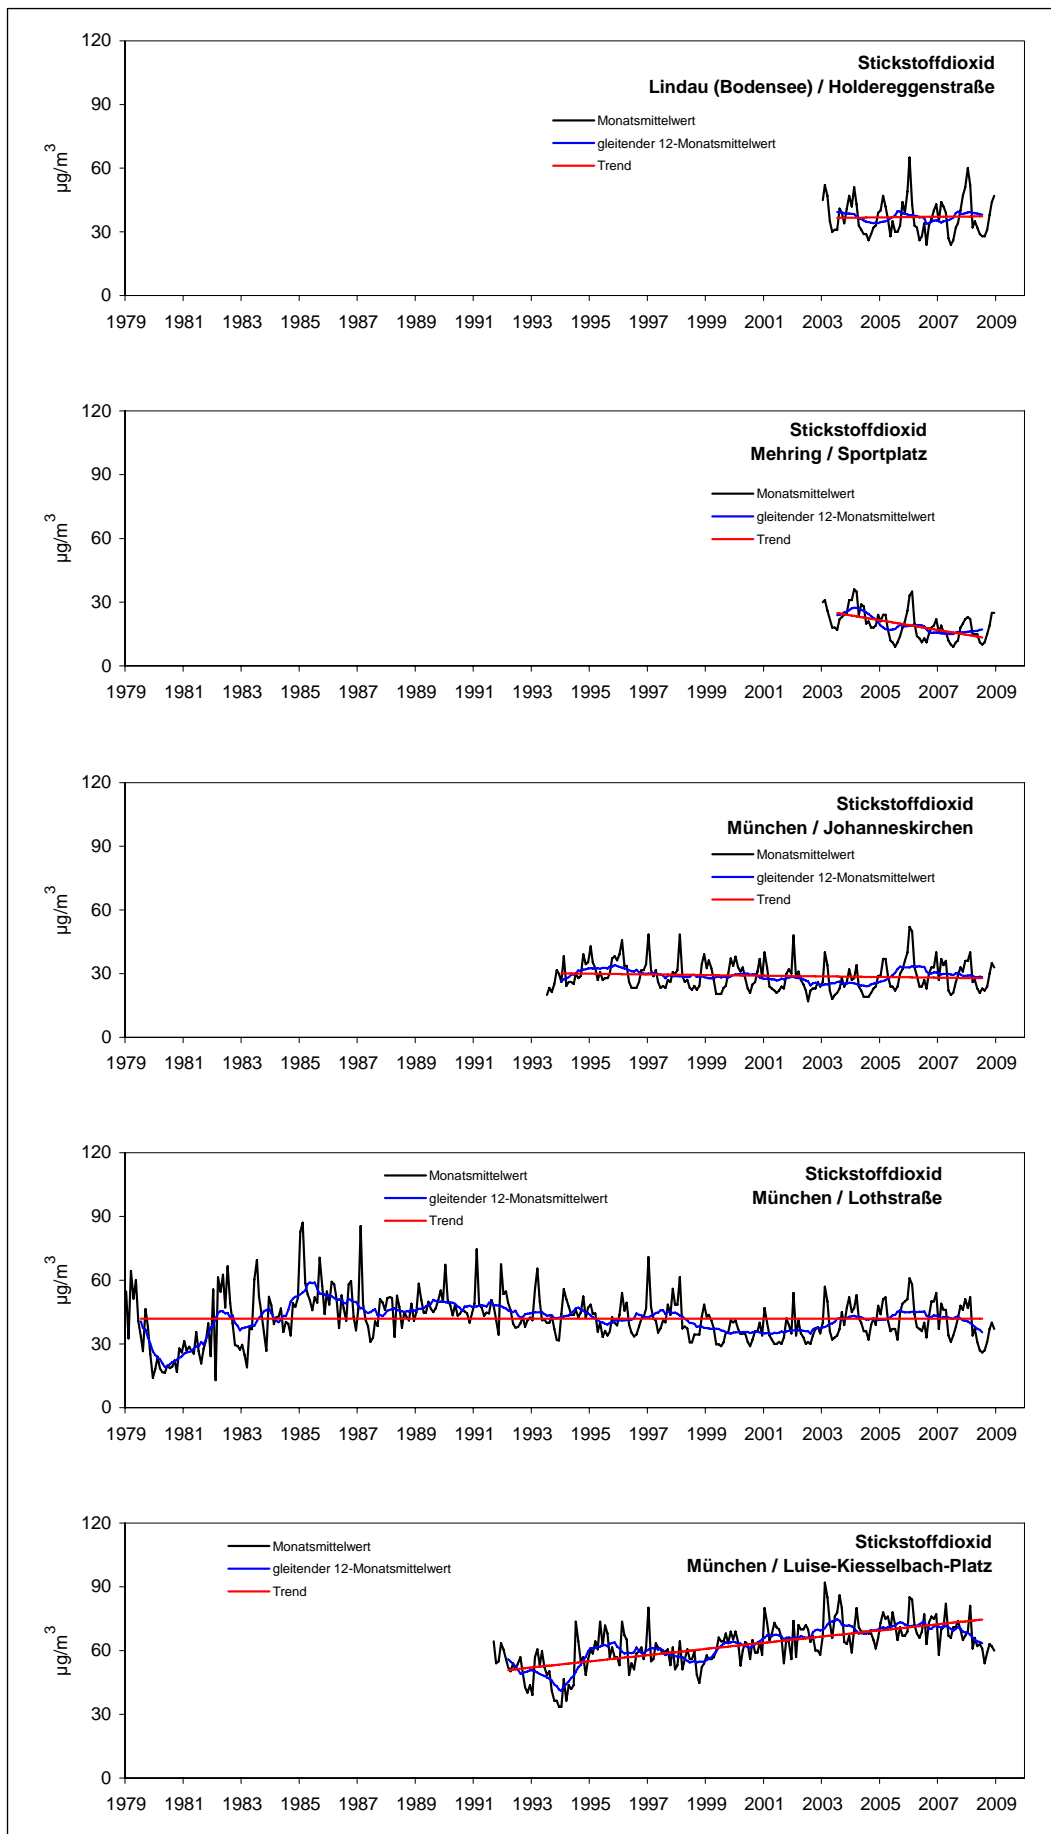 120
90
60
30
0
µg/m³
Stickstoffdioxid
Lindau (Bodensee) / Holdereggenstraße
Monatsmittelwert
gleitender 12-Monatsmittelwert
Trend
1979 1981 1983 1985 1987 1989 1991 1993 1995 1997 1999 2001 2003 2005 2007 2009
120
90
60
30
0
µg/m³
Stickstoffdioxid
Mehring / Sportplatz
Monatsmittelwert
gleitender 12-Monatsmittelwert
Trend
1979 1981 1983 1985 1987 1989 1991 1993 1995 1997 1999 2001 2003 2005 2007 2009
120
90
60
30
0
µg/m³
Stickstoffdioxid
München / Johanneskirchen
Monatsmittelwert
gleitender 12-Monatsmittelwert
Trend
1979 1981 1983 1985 1987 1989 1991 1993 1995 1997 1999 2001 2003 2005 2007 2009
120
90
60
30
0
µg/m³
Stickstoffdioxid
München / Lothstraße
Monatsmittelwert
gleitender 12-Monatsmittelwert
Trend
1979 1981 1983 1985 1987 1989 1991 1993 1995 1997 1999 2001 2003 2005 2007 2009
120
90
60
30
0
µg/m³
Stickstoffdioxid
München / Luise-Kiesselbach-Platz
Monatsmittelwert
gleitender 12-Monatsmittelwert
Trend
1979 1981 1983 1985 1987 1989 1991 1993 1995 1997 1999 2001 2003 2005 2007 2009